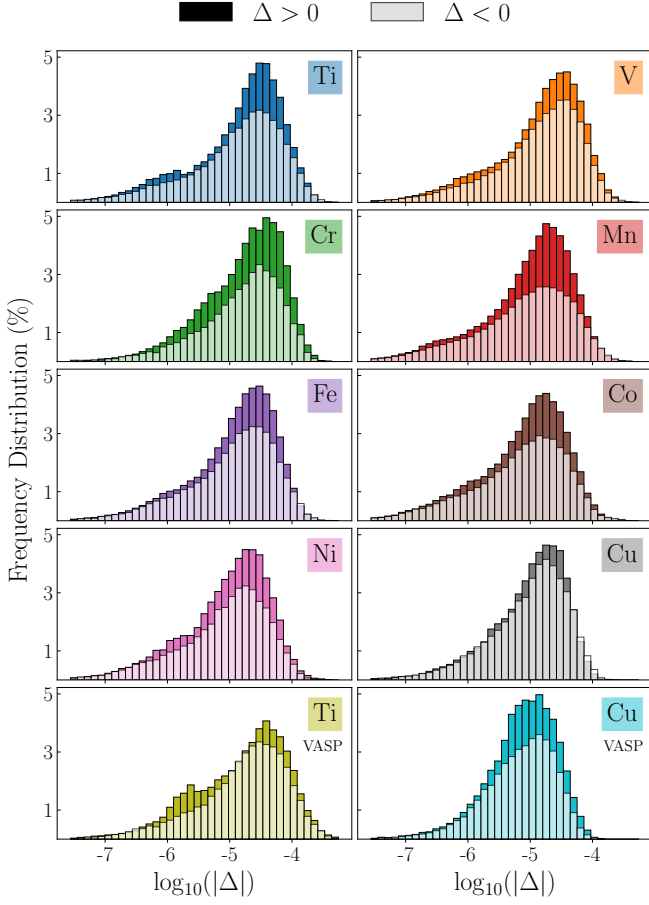 Δ > 0 Δ < 0
5
3
1
Ti
V
5
3
1
Cr
Mn
5
3
1
Fe
Co
5
3
1
Ni
Cu
5
3
1
Ti
VASP
Cu
VASP
Frequency Distribution (%)
-7 -6 -5 -4 -7 -6 -5 -4
log₁₀(|Δ|) log₁₀(|Δ|)